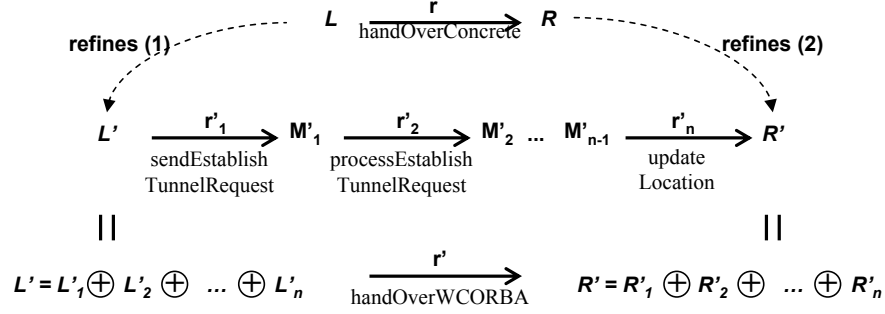 L r R
handOverConcrete
refines (1) refines (2)
L' r'1 M'1 r'2 M'2 ... M'n-1 r'n R'
sendEstablish processEstablish update
TunnelRequest TunnelRequest Location
=
=
r'
L' = L'1 ⊕ L'2 ⊕ ... ⊕ L'n R' = R'1 ⊕ R'2 ⊕ ... ⊕ R'n
handOverWCORBA